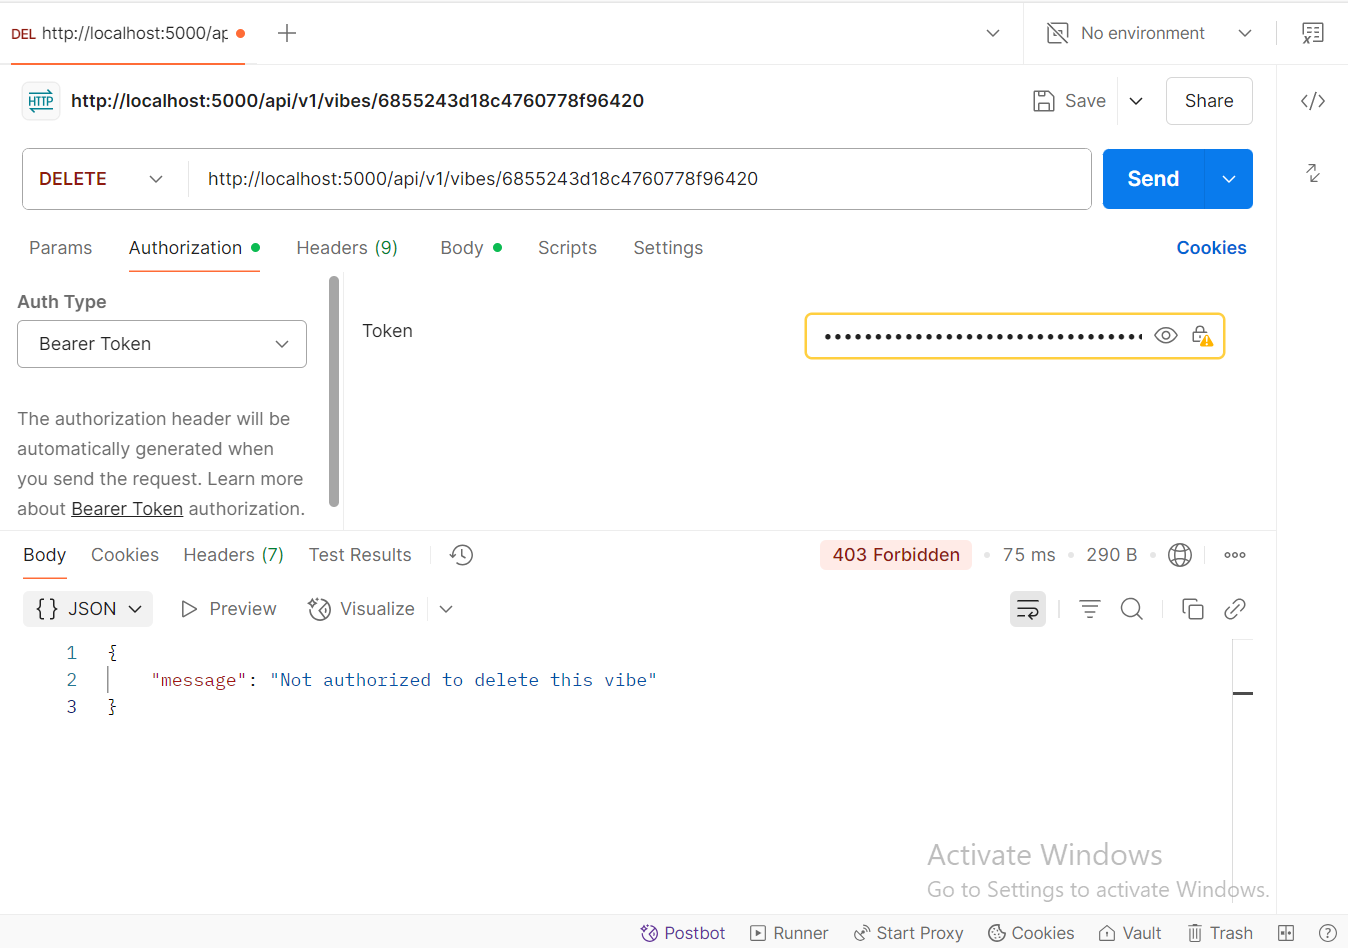 DEL http://localhost:5000/ap
No environment
HTTP http://localhost:5000/api/v1/vibes/6855243d18c4760778f96420
Save
Share
DELETE
http://localhost:5000/api/v1/vibes/6855243d18c4760778f96420
Send
Params Authorization Headers (9) Body Scripts Settings Cookies
Auth Type
Bearer Token
Token
The authorization header will be
automatically generated when
you send the request. Learn more
about Bearer Token authorization.
Body Cookies Headers (7) Test Results 403 Forbidden 75 ms 290 B
{} JSON Preview Visualize
1 {
2 "message": "Not authorized to delete this vibe"
3 }
Activate Windows
Go to Settings to activate Windows.
Postbot Runner Start Proxy Cookies Vault Trash